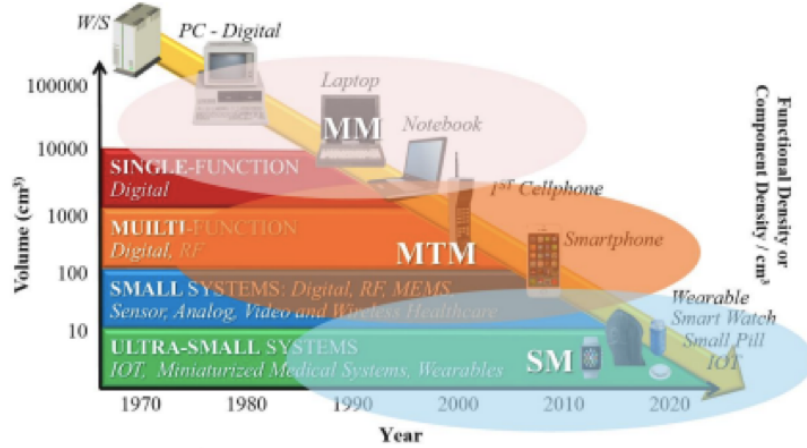 W/S
PC - Digital
Laptop
MM
Notebook
1ST Cellphone
MTM
Smartphone
Wearable
Smart Watch
Small Pill
IOT
SM
SINGLE-FUNCTION
Digital
MUILTI-FUNCTION
Digital, RF
SMALL SYSTEMS: Digital, RF, MEMS,
Sensor, Analog, Video and Wireless Healthcare
ULTRA-SMALL SYSTEMS
IOT, Miniaturized Medical Systems, Wearables
Volume (cm³)
100000
10000
1000
100
10
1970
1980
1990
2000
2010
2020
Year
Functional Density or
Component Density / cm³